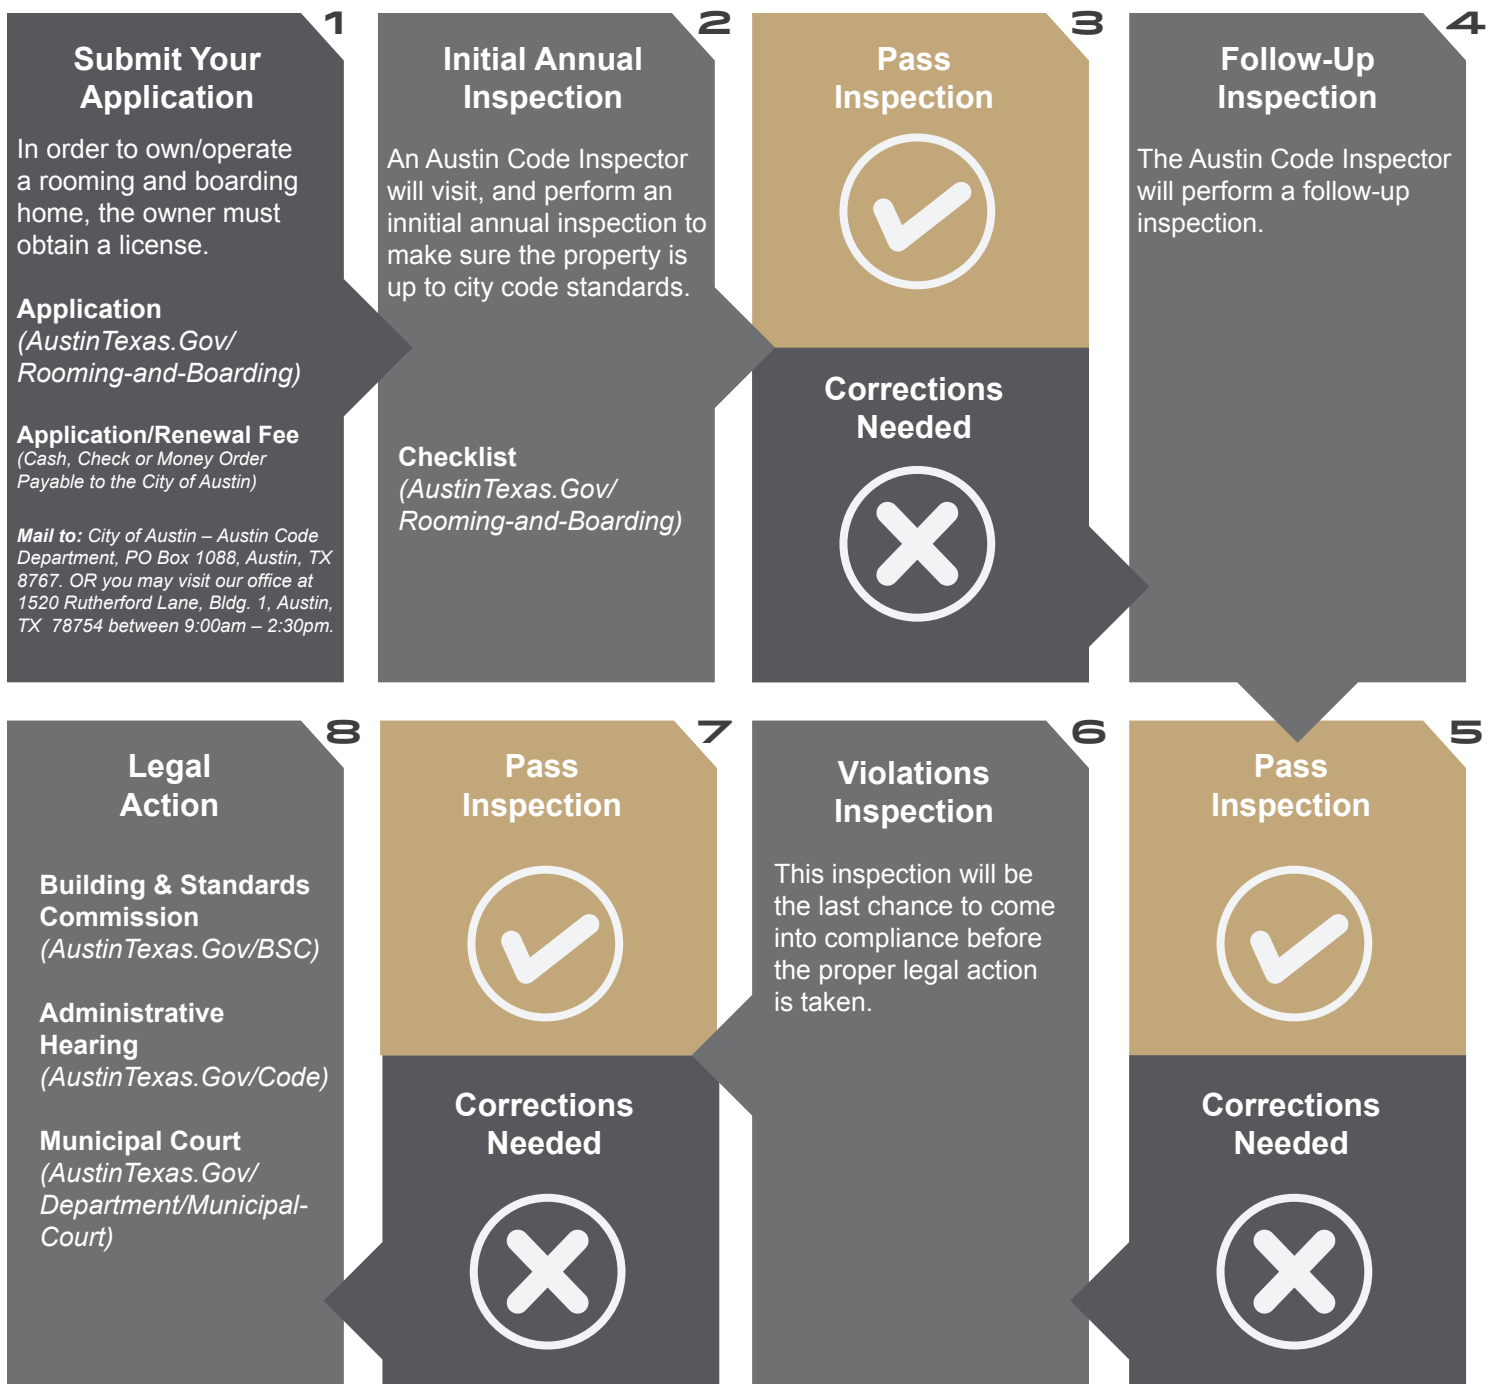 1
Submit Your
Application
In order to own/operate
a rooming and boarding
home, the owner must
obtain a license.
Application
(AustinTexas.Gov/
Rooming-and-Boarding)
Application/Renewal Fee
(Cash, Check or Money Order
Payable to the City of Austin)
Mail to: City of Austin – Austin Code
Department, PO Box 1088, Austin, TX
8767. OR you may visit our office at
1520 Rutherford Lane, Bldg. 1, Austin,
TX  78754 between 9:00am – 2:30pm.
2
Initial Annual
Inspection
An Austin Code Inspector
will visit, and perform an
innitial annual inspection to
make sure the property is
up to city code standards.
Checklist
(AustinTexas.Gov/
Rooming-and-Boarding)
3
Pass
Inspection
Corrections
Needed
4
Follow-Up
Inspection
The Austin Code Inspector
will perform a follow-up
inspection.
5
Pass
Inspection
Corrections
Needed
6
Violations
Inspection
This inspection will be
the last chance to come
into compliance before
the proper legal action
is taken.
7
Pass
Inspection
Corrections
Needed
8
Legal
Action
Building & Standards
Commission
(AustinTexas.Gov/BSC)
Administrative
Hearing
(AustinTexas.Gov/Code)
Municipal Court
(AustinTexas.Gov/
Department/Municipal-
Court)